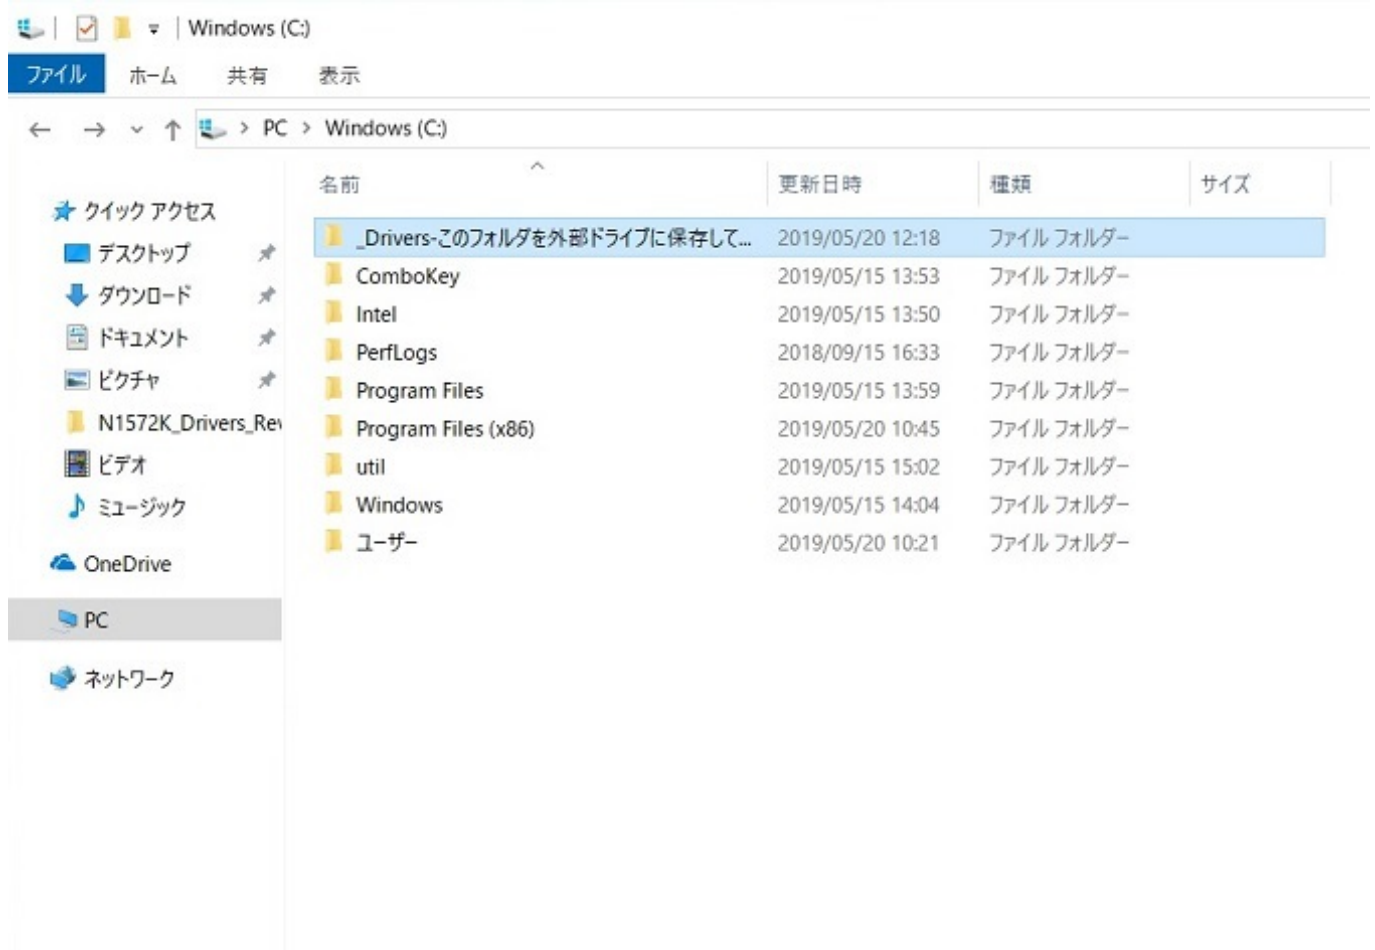 Windows (C:)
ファイル ホーム 共有 表示
PC > Windows (C:)
名前 更新日時 種類 サイズ
クイック アクセス
デスクトップ
ダウンロード
ドキュメント
ピクチャ
N1572K_Drivers_Rev
ビデオ
ミュージック
OneDrive
PC
ネットワーク
_Drivers-このフォルダを外部ドライブに保存して... 2019/05/20 12:18 ファイル フォルダー
ComboKey 2019/05/15 13:53 ファイル フォルダー
Intel 2019/05/15 13:50 ファイル フォルダー
PerfLogs 2018/09/15 16:33 ファイル フォルダー
Program Files 2019/05/15 13:59 ファイル フォルダー
Program Files (x86) 2019/05/20 10:45 ファイル フォルダー
util 2019/05/15 15:02 ファイル フォルダー
Windows 2019/05/15 14:04 ファイル フォルダー
ユーザー 2019/05/20 10:21 ファイル フォルダー